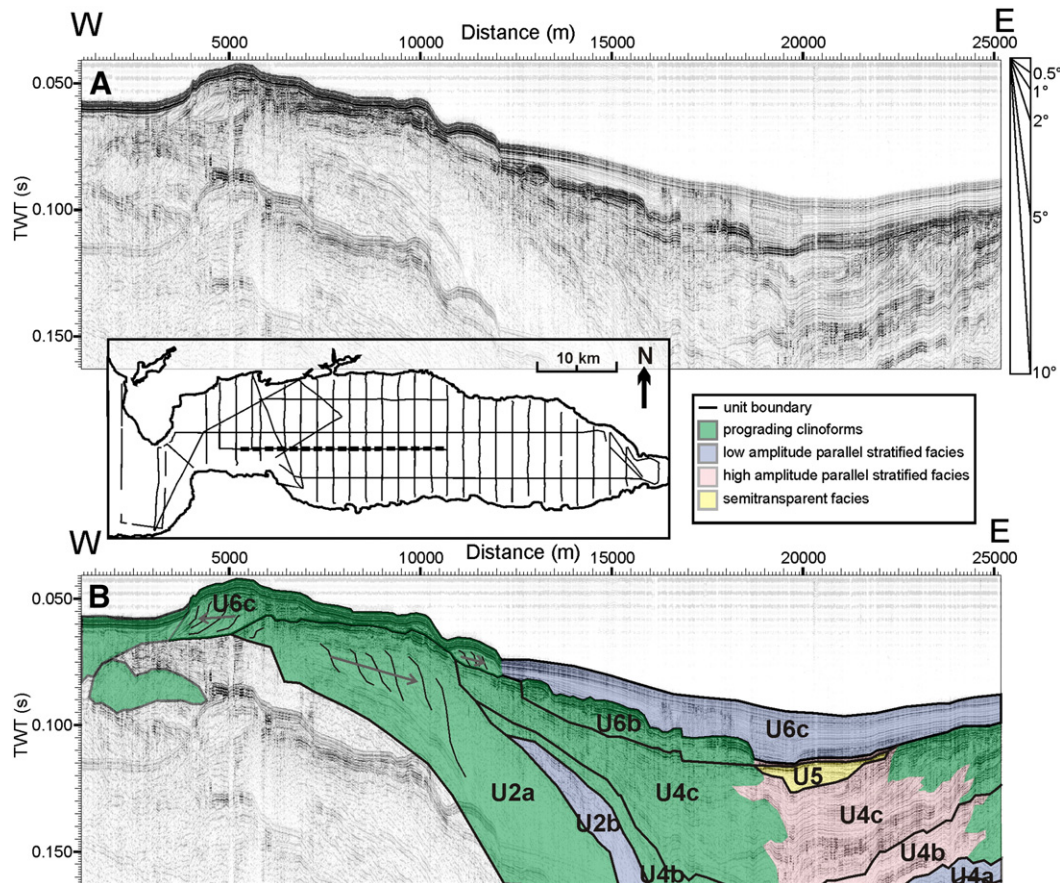 W
E
Distance (m)
5000
10000
15000
20000
25000
A
0.050
0.100
0.150
TWT (s)
0.5°
1°
2°
5°
10°
10 km
N
unit boundary
prograding clinoforms
low amplitude parallel stratified facies
high amplitude parallel stratified facies
semitransparent facies
W
E
Distance (m)
5000
10000
15000
20000
25000
B
0.050
0.100
0.150
TWT (s)
U6c
U6b
U6c
U5
U2a
U4c
U2b
U4c
U4b
U4b
U4a